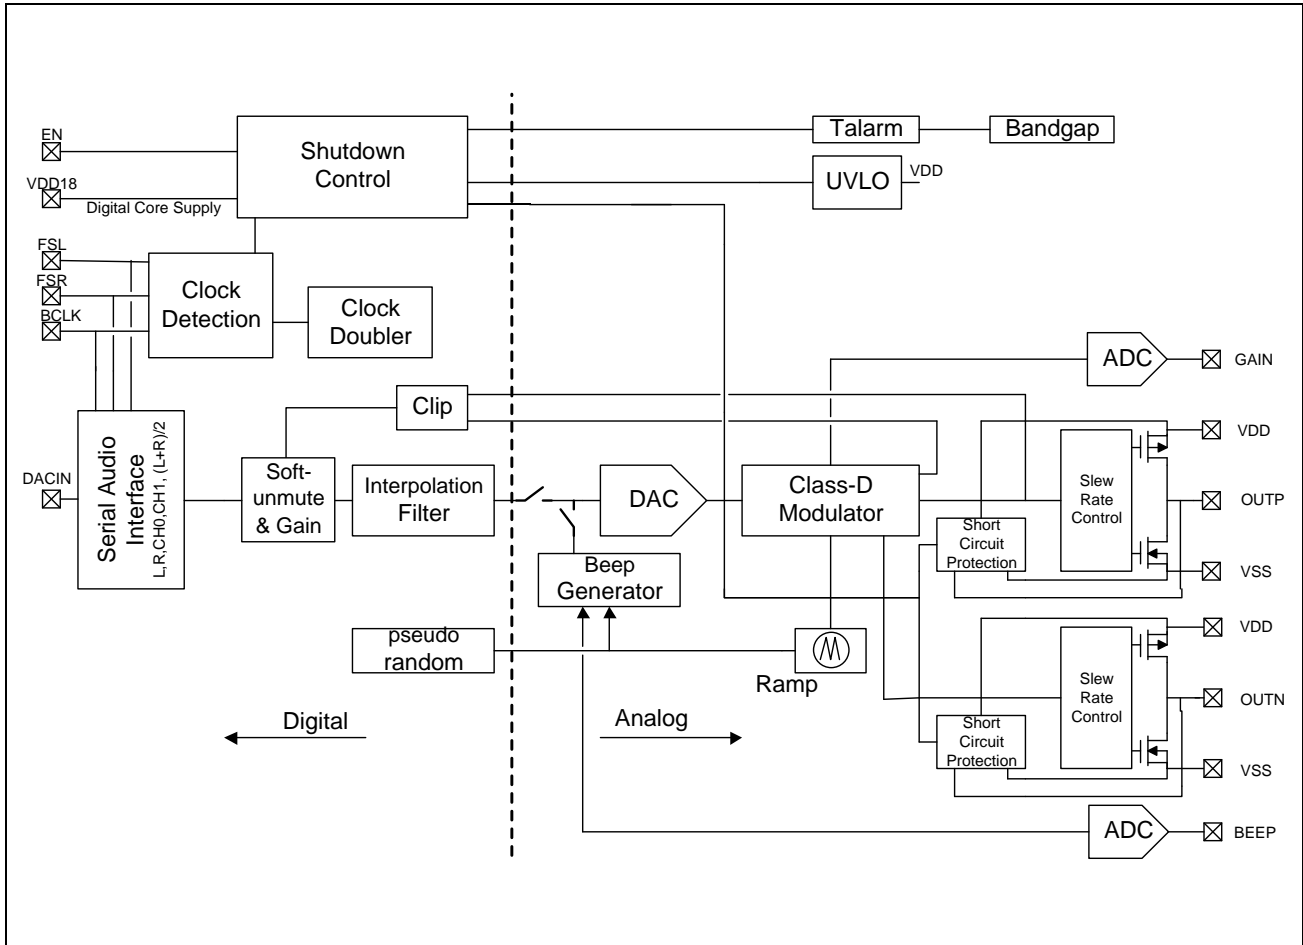 EN
VDD18
Digital Core Supply
Shutdown
Control
Talarm
Bandgap
UVLO
VDD
FSL
FSR
BCLK
Clock
Detection
Clock
Doubler
ADC
GAIN
Clip
VDD
DACIN
Serial Audio
Interface
L,R,CH0,CH1, (L+R)/2
Soft-
unmute
& Gain
Interpolation
Filter
DAC
Class-D
Modulator
Slew
Rate
Control
OUTP
Short
Circuit
Protection
VSS
Beep
Generator
pseudo
random
Ramp
VDD
Slew
Rate
Control
OUTN
Short
Circuit
Protection
VSS
Digital
Analog
ADC
BEEP